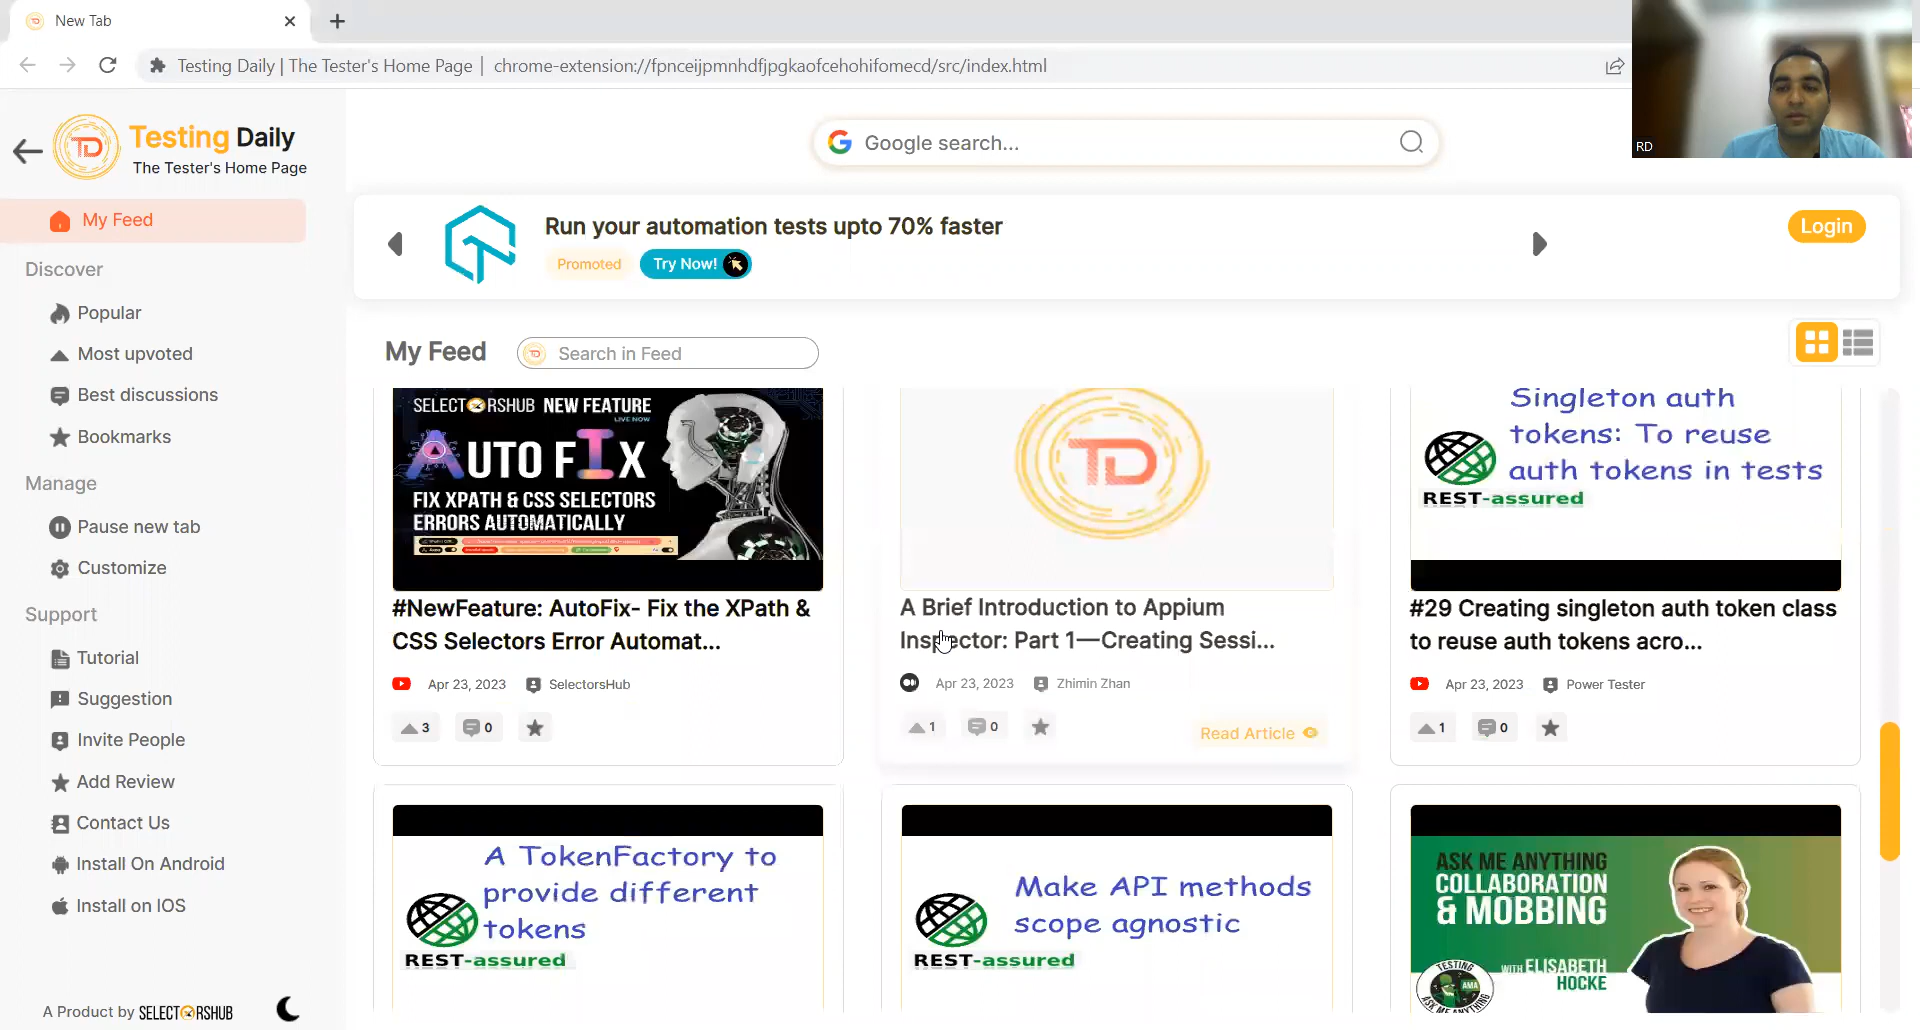 New Tab
Testing Daily | The Tester's Home Page | chrome-extension://fpnceijpmnhdfjpgkaofcehohifomecd/src/index.html
RD
TD
Testing Daily
The Tester's Home Page
Google search...
My Feed
Discover
Popular
Most upvoted
Best discussions
Bookmarks
Manage
Pause new tab
Customize
Support
Tutorial
Suggestion
Invite People
Add Review
Contact Us
Install On Android
Install on IOS
A Product by SELECTORSHUB
Run your automation tests upto 70% faster
Promoted
Try Now!
Login
My Feed
Search in Feed
SELECTORSHUB NEW FEATURE
LIVE NOW
AUTO FIX
FIX XPATH & CSS SELECTORS
ERRORS AUTOMATICALLY
#NewFeature: AutoFix- Fix the XPath &
CSS Selectors Error Automat...
Apr 23, 2023 SelectorsHub
3 0
TD
A Brief Introduction to Appium
Inspector: Part 1—Creating Sessi...
Apr 23, 2023 Zhimin Zhan
1 0
Read Article
Singleton auth
tokens: To reuse
auth tokens in tests
REST-assured
#29 Creating singleton auth token class
to reuse auth tokens acro...
Apr 23, 2023 Power Tester
1 0
A TokenFactory to
provide different
tokens
REST-assured
Make API methods
scope agnostic
REST-assured
ASK ME ANYTHING
COLLABORATION
& MOBBING
WITH ELISABETH
HOCKE
TESTING
AMA
ASK ME ANYTHING